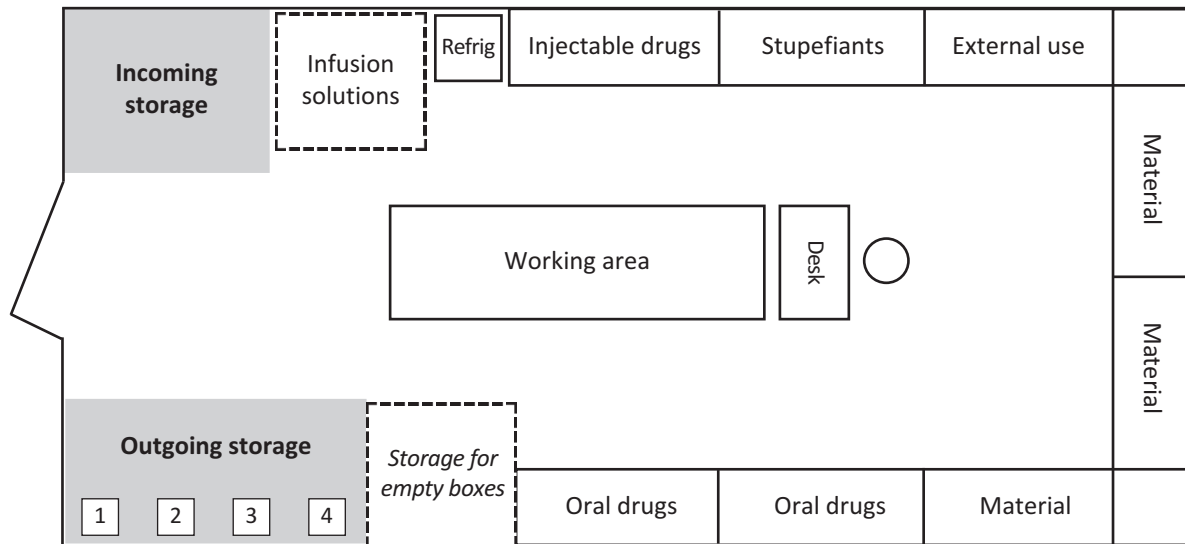 Incoming
storage
Infusion
solutions
Refrig
Injectable drugs
Stupefiants
External use
Material
Working area
Desk
Material
Outgoing storage
1
2
3
4
Storage for
empty boxes
Oral drugs
Oral drugs
Material